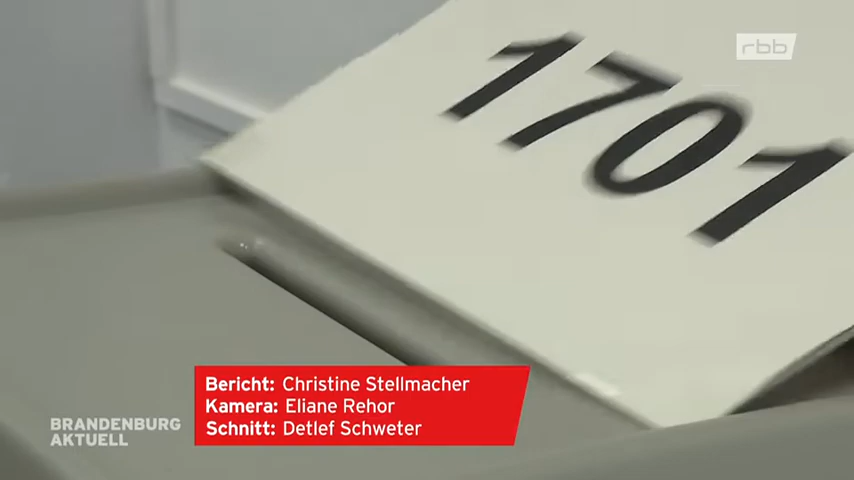 rbb
1701
Bericht: Christine Stellmacher
Kamera: Eliane Rehor
Schnitt: Detlef Schweter
BRANDENBURG
AKTUELL